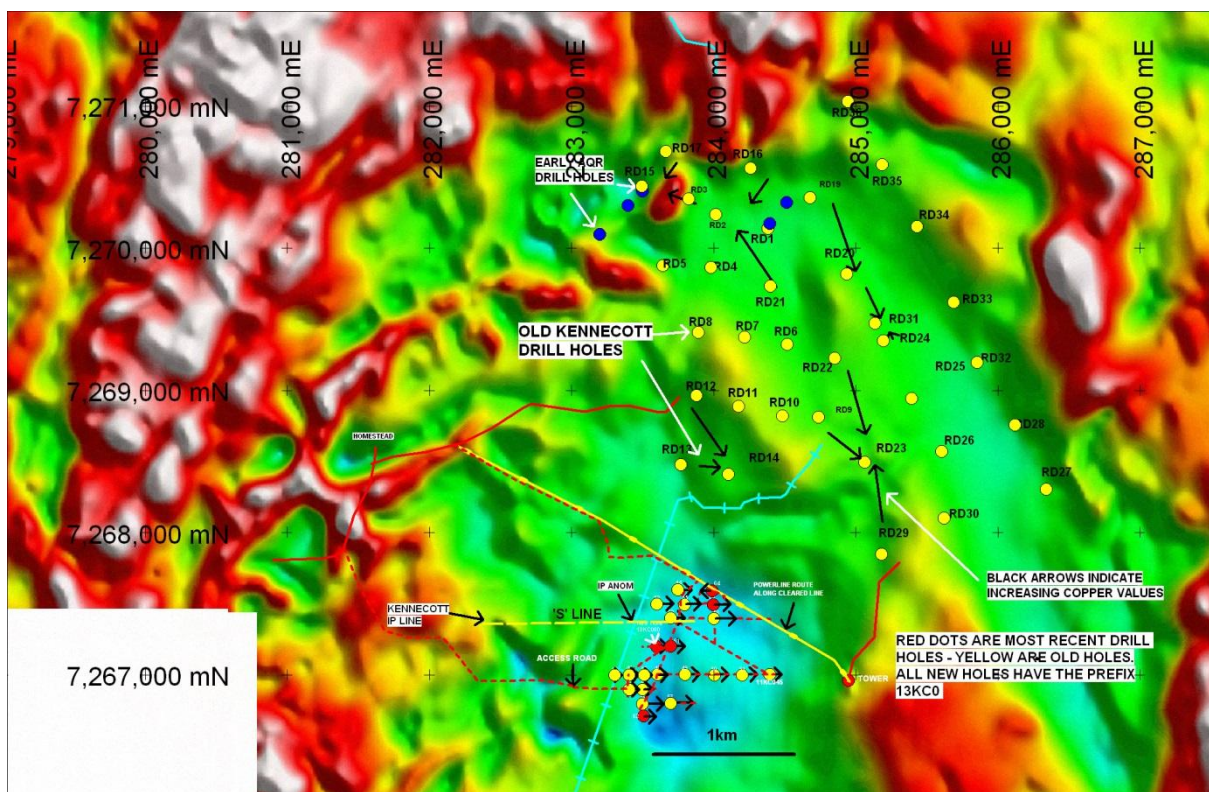 279,000 mE
280,000 mE
281,000 mE
282,000 mE
283,000 mE
284,000 mE
285,000 mE
286,000 mE
287,000 mE
7,271,000 mN
RD36
RD17
RD16
RD35
EARLY AQR
DRILL HOLES
RD15
RD3
RD19
RD2
RD34
7,270,000 mN
RD1
RD20
RD5
RD4
RD21
RD33
OLD KENNECOTT
DRILL HOLES
RD8
RD7
RD6
RD31
RD24
RD22
RD25
RD32
7,269,000 mN
RD12
RD11
RD10
RD9
RD28
HOMESTEAD
RD13
RD14
RD23
RD26
RD27
7,268,000 mN
RD30
RD29
BLACK ARROWS INDICATE
INCREASING COPPER VALUES
IP ANOM
POWERLINE ROUTE
ALONG CLEARED LINE
KENNECOTT
IP LINE
'S' LINE
RED DOTS ARE MOST RECENT DRILL
HOLES - YELLOW ARE OLD HOLES.
ALL NEW HOLES HAVE THE PREFIX
13KC0
ACCESS ROAD
7,267,000 mN
TOWER
1km